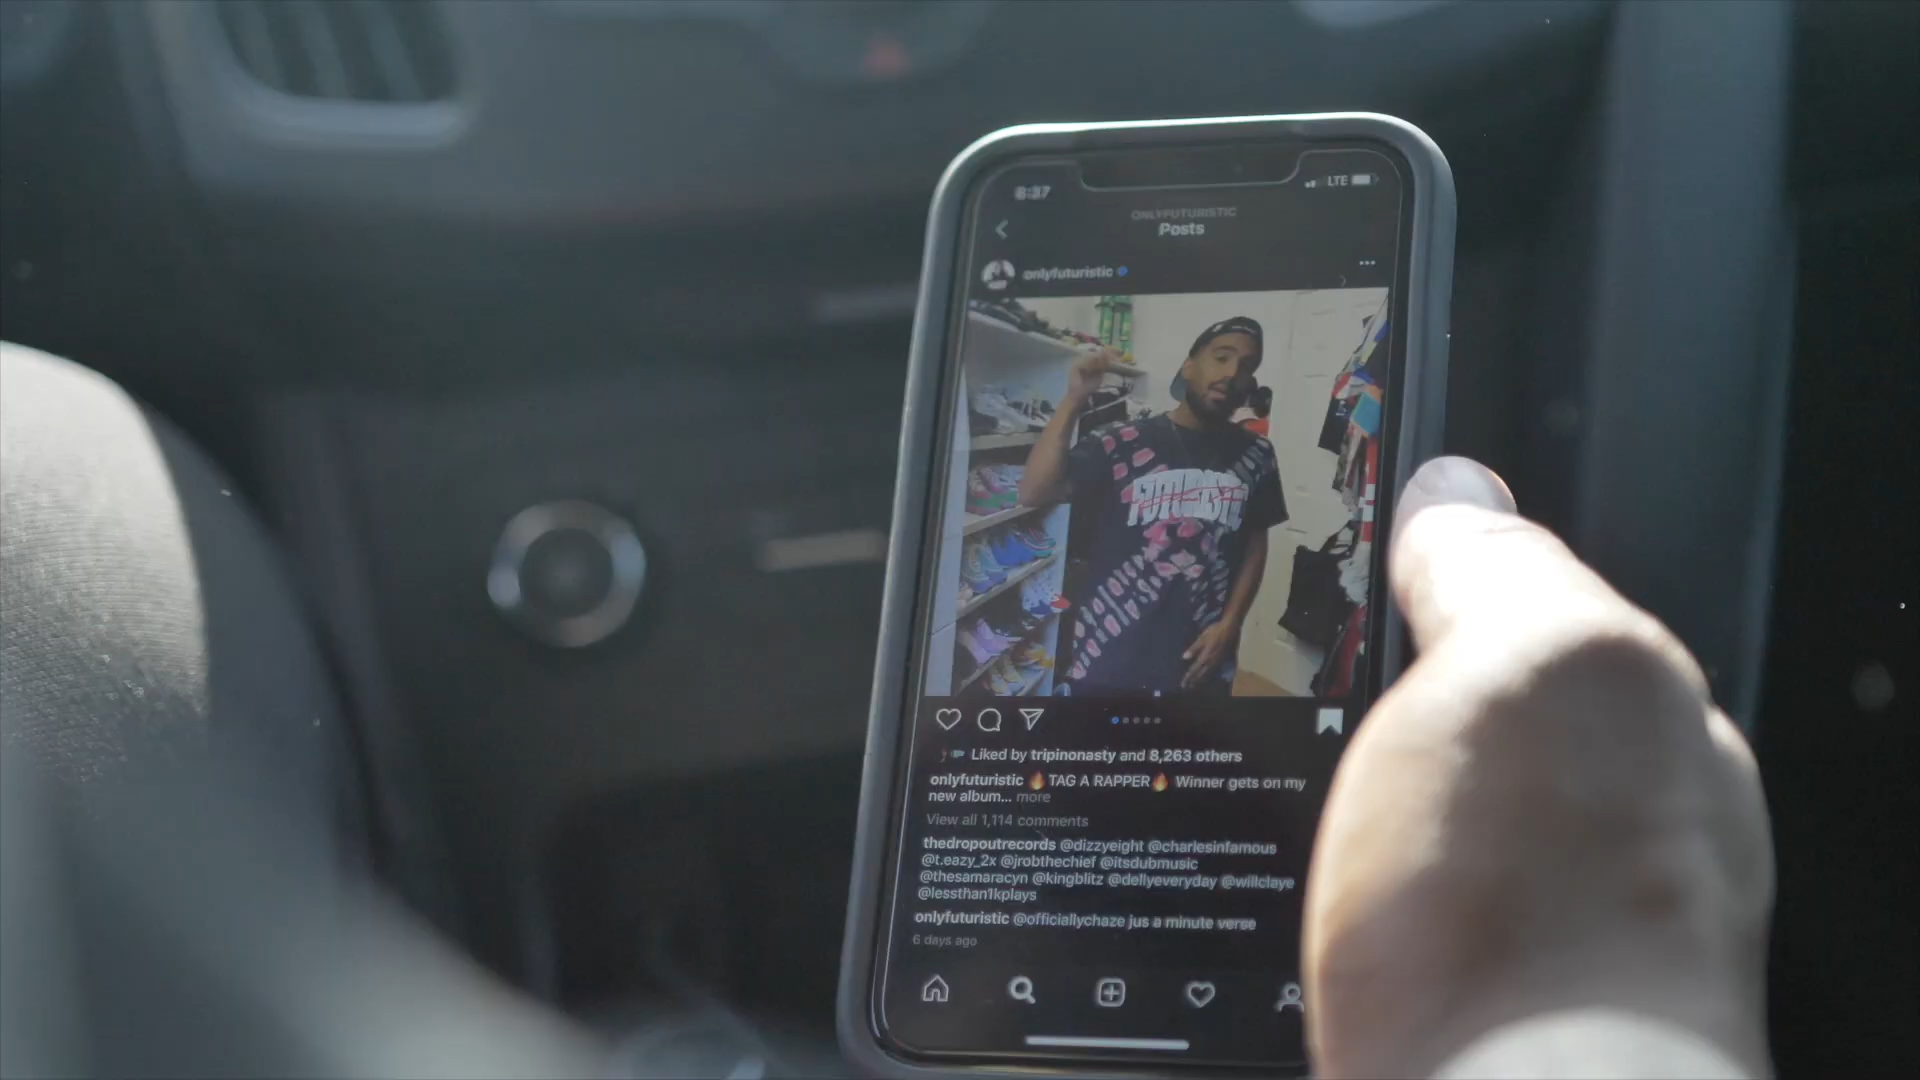 8:37
LTE
ONLYFUTURISTIC
Posts
onlyfuturistic
FUTURISTIC
Liked by tripinonasty and 8,263 others
onlyfuturistic 🔥TAG A RAPPER🔥 Winner gets on my
new album... more
View all 1,114 comments
thedropoutrecords @dizzyeight @charlesinfamous
@t.eazy_2x @jrobthechief @itsdubmusic
@thesamaracyn @kingblitz @dellyeveryday @willclaye
@lessthan1kplays
onlyfuturistic @officiallychaze jus a minute verse
6 days ago